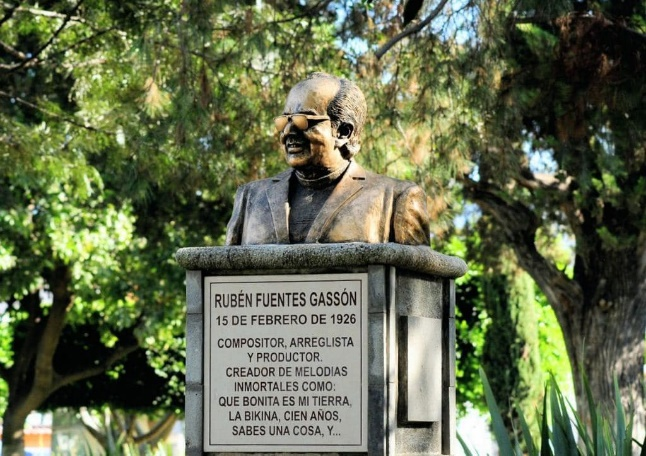 RUBÉN FUENTES GASSÓN
15 DE FEBRERO DE 1926
COMPOSITOR, ARREGLISTA
Y PRODUCTOR.
CREADOR DE MELODIAS
INMORTALES COMO:
QUE BONITA ES MI TIERRA,
LA BIKINA, CIEN AÑOS,
SABES UNA COSA, Y...